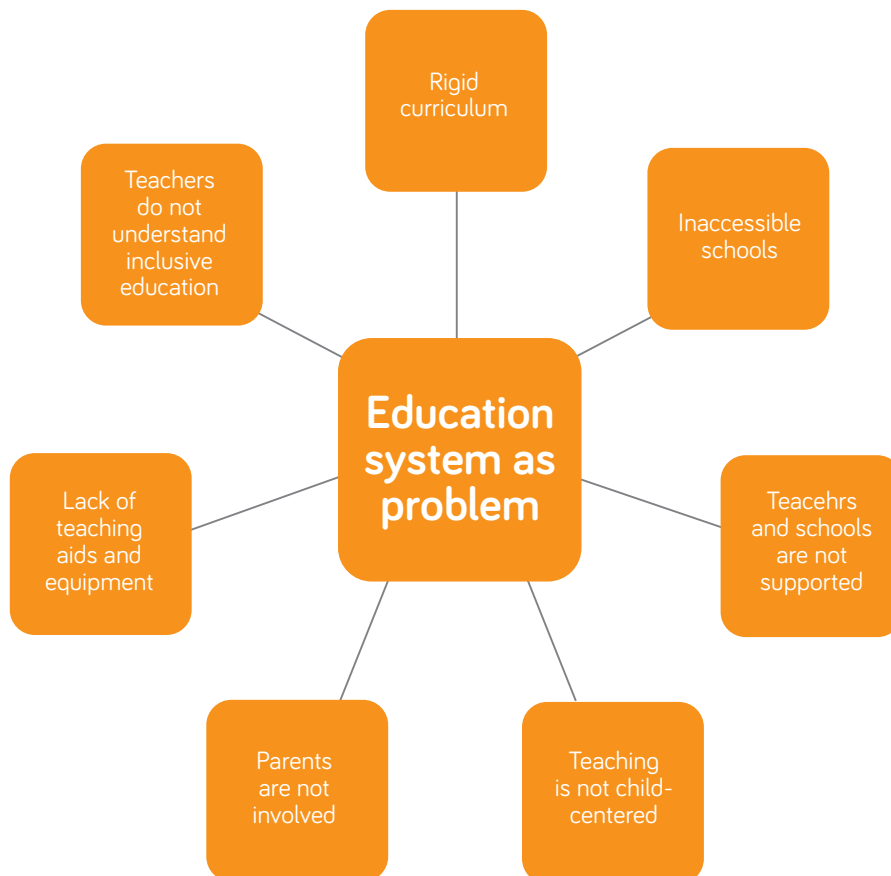 Rigid
curriculum
Teachers
do not
understand
inclusive
education
Inaccessible
schools
Education
system as
problem
Lack of
teaching
aids and
equipment
Teacehrs
and schools
are not
supported
Parents
are not
involved
Teaching
is not child-
centered